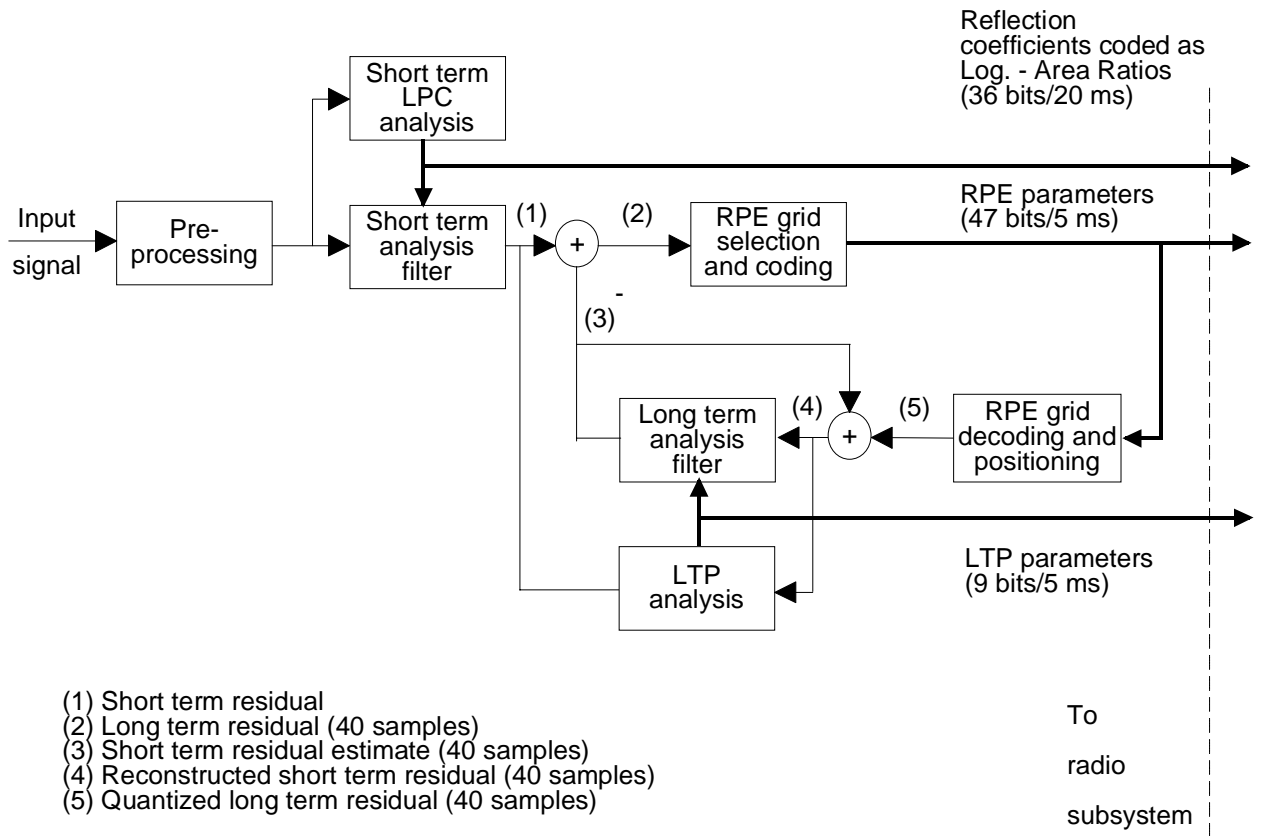 Reflection
coefficients coded as
Log. - Area Ratios
(36 bits/20 ms)
Short term
LPC
analysis
Input
signal
Pre-
processing
Short term
analysis
filter
(1)
+
(2)
RPE grid
selection
and coding
RPE parameters
(47 bits/5 ms)
-
(3)
Long term
analysis
filter
(4)
+
(5)
RPE grid
decoding and
positioning
LTP
analysis
LTP parameters
(9 bits/5 ms)
(1) Short term residual
(2) Long term residual (40 samples)
(3) Short term residual estimate (40 samples)
(4) Reconstructed short term residual (40 samples)
(5) Quantized long term residual (40 samples)
To
radio
subsystem